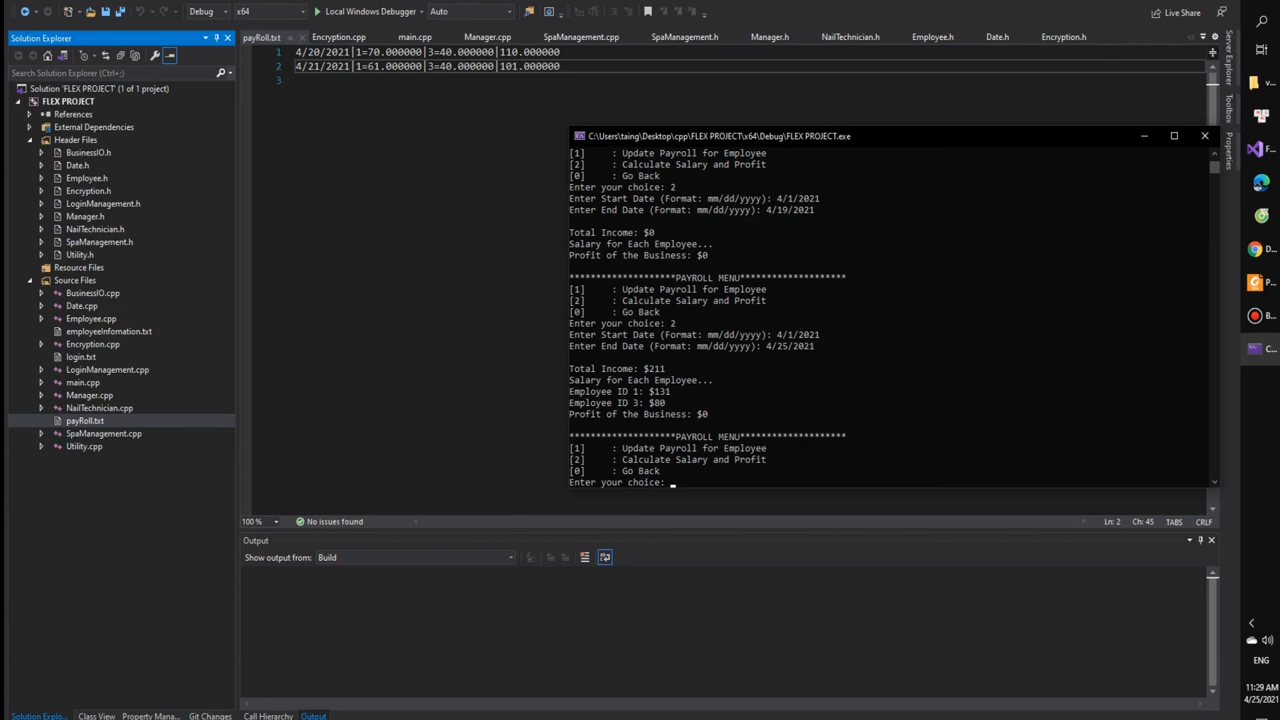 Debug
x64
Local Windows Debugger
Auto
Live Share
Solution Explorer
payRoll.txt
Encryption.cpp
main.cpp
Manager.cpp
SpaManagement.cpp
SpaManagement.h
Manager.h
NailTechnician.h
Employee.h
Date.h
Encryption.h
Search Solution Explorer (Ctrl+;)
Solution 'FLEX PROJECT' (1 of 1 project)
FLEX PROJECT
References
External Dependencies
Header Files
BusinessIO.h
Date.h
Employee.h
Encryption.h
LoginManagement.h
Manager.h
NailTechnician.h
SpaManagement.h
Utility.h
Resource Files
Source Files
BusinessIO.cpp
Date.cpp
Employee.cpp
employeeInfomation.txt
Encryption.cpp
login.txt
LoginManagement.cpp
main.cpp
Manager.cpp
NailTechnician.cpp
payRoll.txt
SpaManagement.cpp
Utility.cpp
1 4/20/2021|1=70.000000|3=40.000000|110.000000
2 4/21/2021|1=61.000000|3=40.000000|101.000000
3
C:\Users\taing\Desktop\cpp\FLEX PROJECT\x64\Debug\FLEX PROJECT.exe
[1] : Update Payroll for Employee
[2] : Calculate Salary and Profit
[0] : Go Back
Enter your choice: 2
Enter Start Date (Format: mm/dd/yyyy): 4/1/2021
Enter End Date (Format: mm/dd/yyyy): 4/19/2021
Total Income: $0
Salary for Each Employee...
Profit of the Business: $0
********************PAYROLL MENU********************
[1] : Update Payroll for Employee
[2] : Calculate Salary and Profit
[0] : Go Back
Enter your choice: 2
Enter Start Date (Format: mm/dd/yyyy): 4/1/2021
Enter End Date (Format: mm/dd/yyyy): 4/25/2021
Total Income: $211
Salary for Each Employee...
Employee ID 1: $131
Employee ID 3: $80
Profit of the Business: $0
********************PAYROLL MENU********************
[1] : Update Payroll for Employee
[2] : Calculate Salary and Profit
[0] : Go Back
Enter your choice: 
100 %
No issues found
Ln: 2
Ch: 45
TABS
CRLF
Output
Show output from:
Build
Solution Explo...
Class View
Property Mana...
Git Changes
Call Hierarchy
Output
Server Explorer
Toolbox
Properties
v...
F...
D...
P...
B...
C...
ENG
11:29 AM
4/25/2021